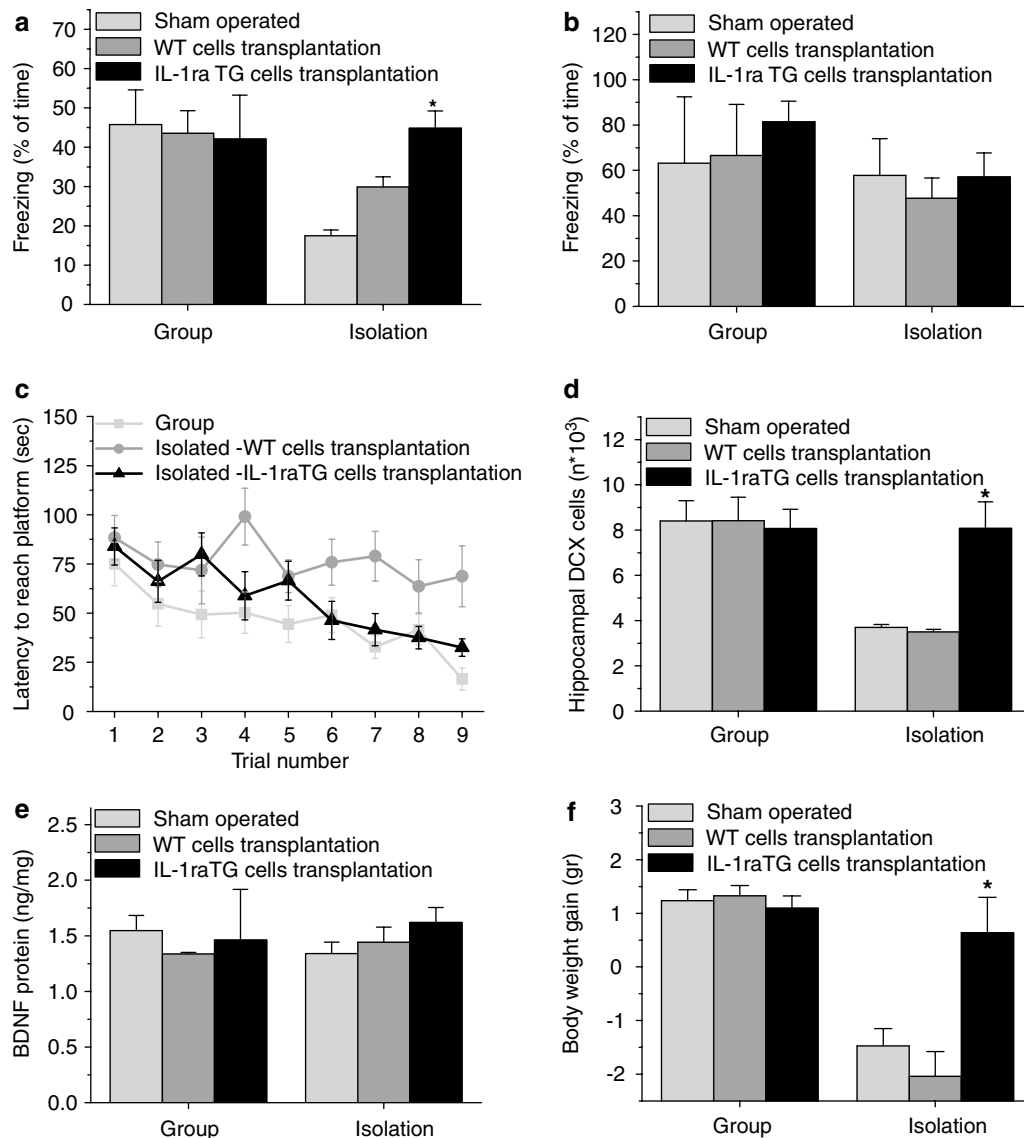 a
Sham operated
WT cells transplantation
IL-1ra TG cells transplantation
Freezing (% of time)
70
60
50
40
30
20
10
0
*
Group
Isolation
b
Sham operated
WT cells transplantation
IL-1ra TG cells transplantation
Freezing (% of time)
120
100
80
60
40
20
0
Group
Isolation
c
Group
Isolated -WT cells transplantation
Isolated -IL-1raTG cells transplantation
Latency to reach platform (sec)
150
125
100
75
50
25
0
1 2 3 4 5 6 7 8 9
Trial number
d
Sham operated
WT cells transplantation
IL-1raTG cells transplantation
Hippocampal DCX cells (n*10³)
12
10
8
6
4
2
0
*
Group
Isolation
e
Sham operated
WT cells transplantation
IL-1raTG cells transplantation
BDNF protein (ng/mg)
2.5
2.0
1.5
1.0
0.5
0.0
Group
Isolation
f
Sham operated
WT cells transplantation
IL-1raTG cells transplantation
Body weight gain (gr)
3
2
1
0
-1
-2
*
Group
Isolation